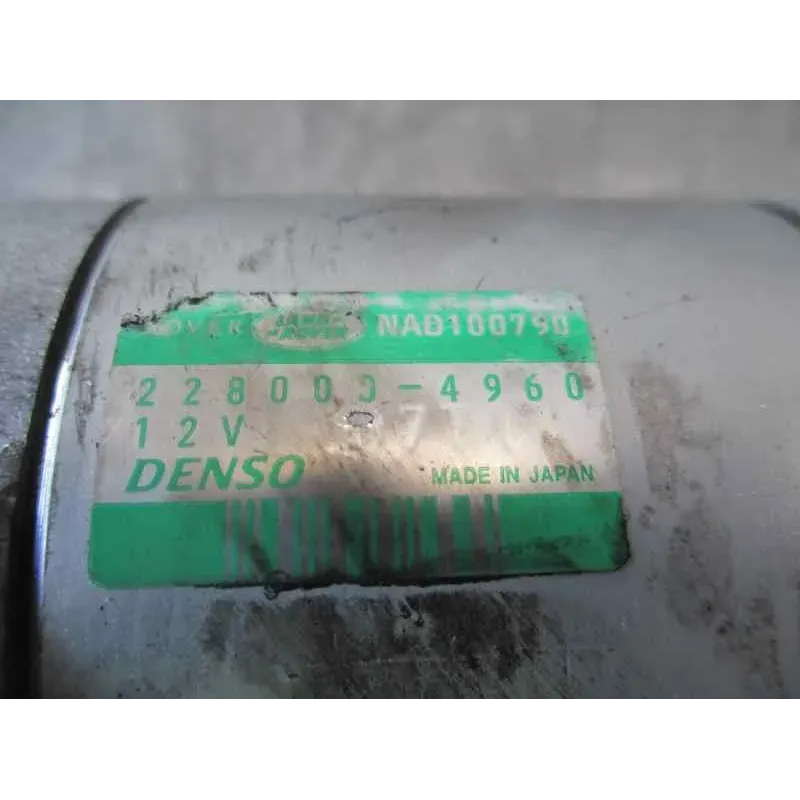 NAD100790
228000-4960
12V
DENSO MADE IN JAPAN